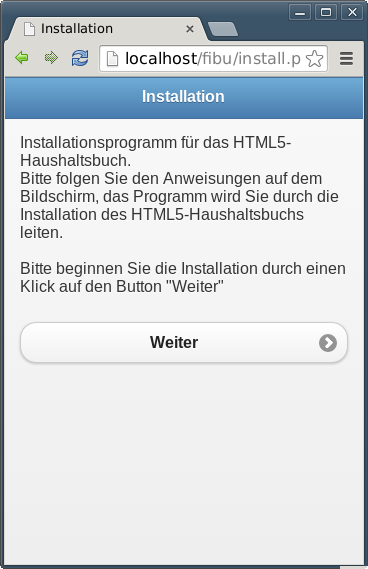 Installation
localhost/fibu/install.p
Installation
Installationsprogramm für das HTML5-
Haushaltsbuch.
Bitte folgen Sie den Anweisungen auf dem
Bildschirm, das Programm wird Sie durch die
Installation des HTML5-Haushaltsbuchs
leiten.
Bitte beginnen Sie die Installation durch einen
Klick auf den Button "Weiter"
Weiter